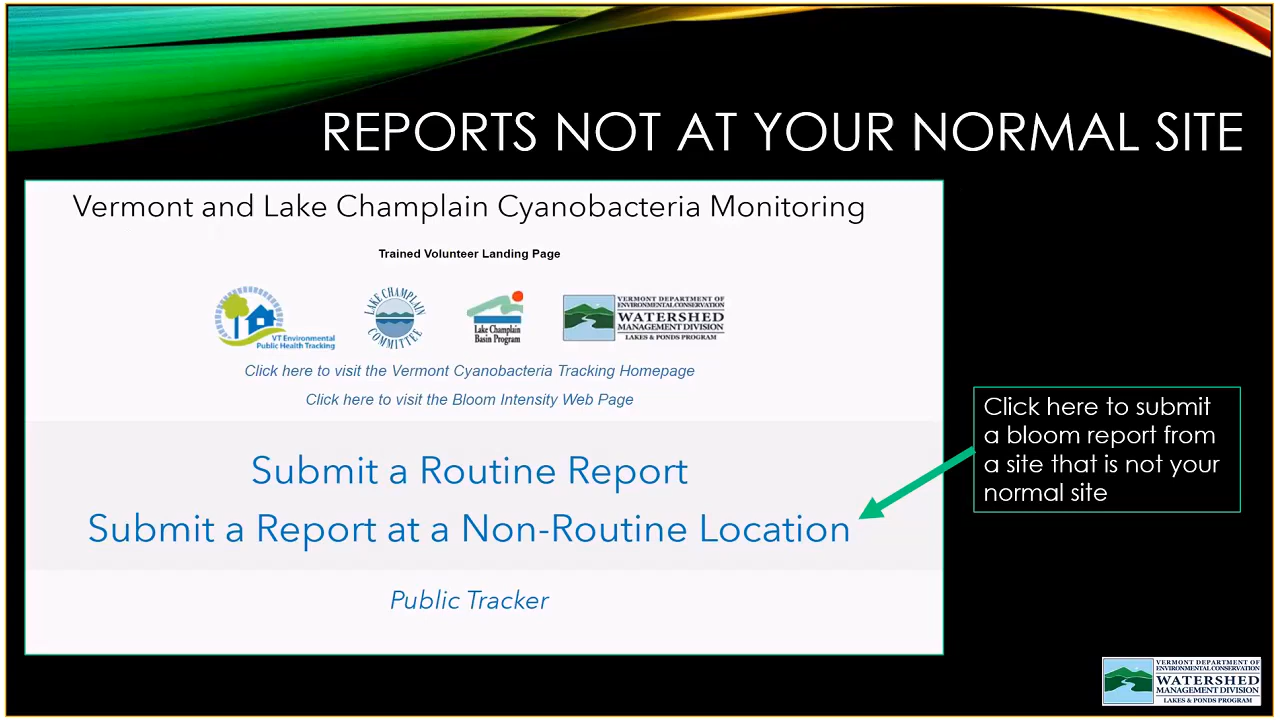 REPORTS NOT AT YOUR NORMAL SITE
Vermont and Lake Champlain Cyanobacteria Monitoring
Trained Volunteer Landing Page
VT Environmental
Public Health Tracking
LAKE CHAMPLAIN
COMMITTEE
Lake Champlain
Basin Program
VERMONT DEPARTMENT OF
ENVIRONMENTAL CONSERVATION
WATERSHED
MANAGEMENT DIVISION
LAKES & PONDS PROGRAM
Click here to visit the Vermont Cyanobacteria Tracking Homepage
Click here to visit the Bloom Intensity Web Page
Submit a Routine Report
Submit a Report at a Non-Routine Location
Public Tracker
Click here to submit
a bloom report from
a site that is not your
normal site
VERMONT DEPARTMENT OF
ENVIRONMENTAL CONSERVATION
WATERSHED
MANAGEMENT DIVISION
LAKES & PONDS PROGRAM